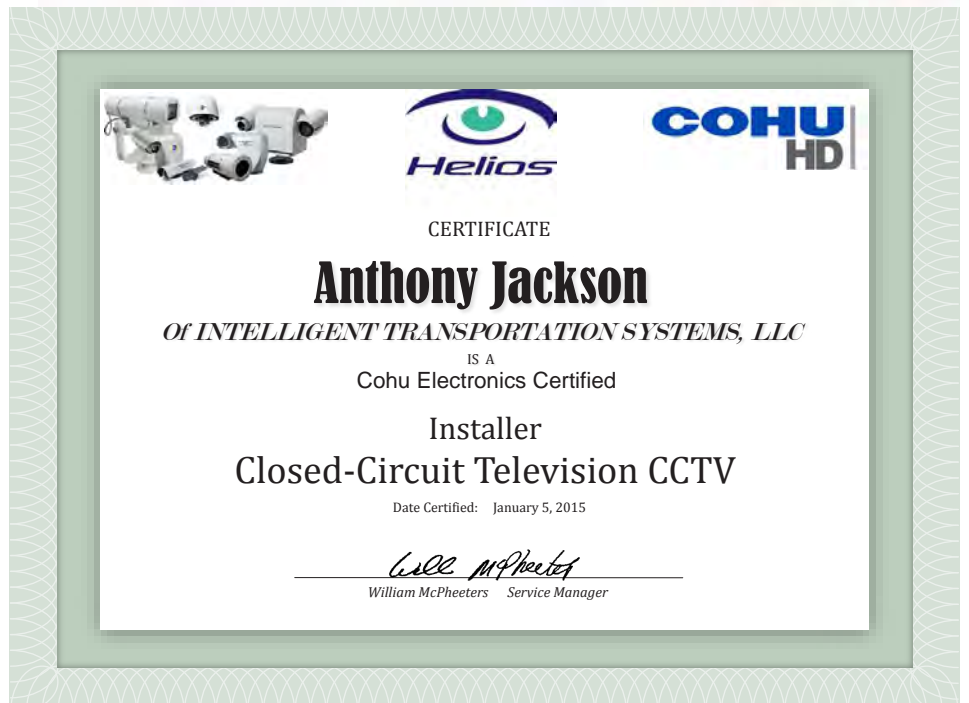 Helios
COHU
HD
CERTIFICATE
Anthony Jackson
Of INTELLIGENT TRANSPORTATION SYSTEMS, LLC
IS A
Cohu Electronics Certified
Installer
Closed-Circuit Television CCTV
Date Certified: January 5, 2015
Will McPheeters
William McPheeters Service Manager